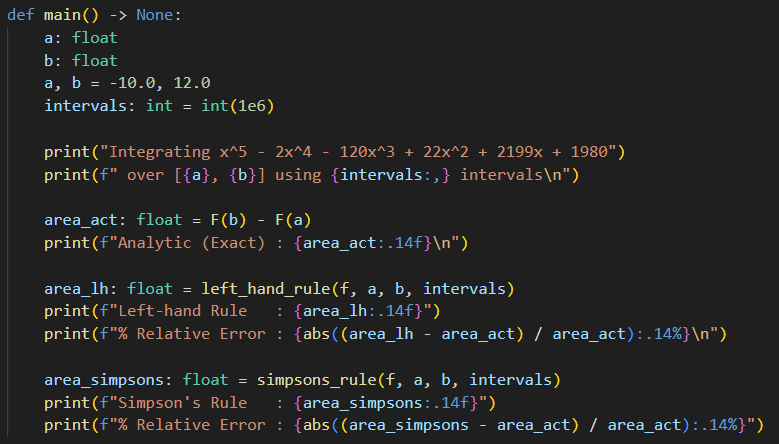 def main() -> None:
    a: float
    b: float
    a, b = -10.0, 12.0
    intervals: int = int(1e6)

    print("Integrating x^5 - 2x^4 - 120x^3 + 22x^2 + 2199x + 1980")
    print(f" over [{a}, {b}] using {intervals:,} intervals\n")

    area_act: float = F(b) - F(a)
    print(f"Analytic (Exact) : {area_act:.14f}\n")

    area_lh: float = left_hand_rule(f, a, b, intervals)
    print(f"Left-hand Rule   : {area_lh:.14f}")
    print(f"% Relative Error : {abs((area_lh - area_act) / area_act):.14%}\n")

    area_simpsons: float = simpsons_rule(f, a, b, intervals)
    print(f"Simpson's Rule   : {area_simpsons:.14f}")
    print(f"% Relative Error : {abs((area_simpsons - area_act) / area_act):.14%}")